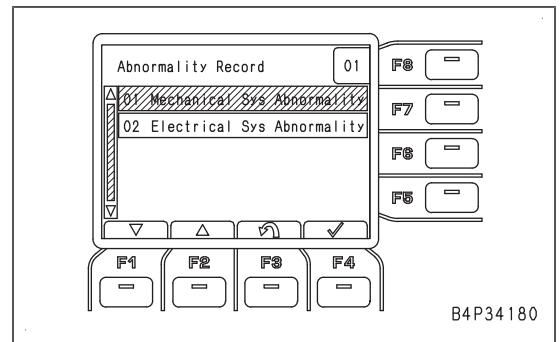 Abnormality Record 01
F8
01 Mechanical Sys Abnormality
F7
02 Electrical Sys Abnormality
F6
F5
F1 F2 F3 F4
B4P34180